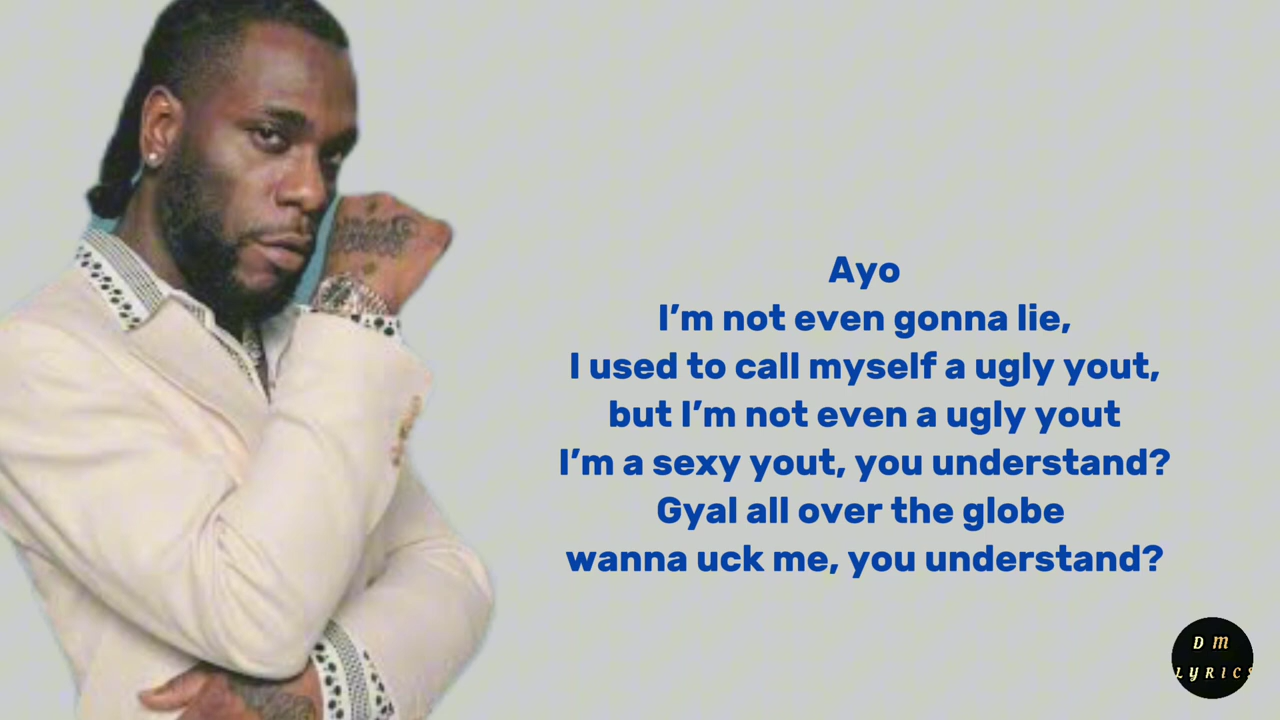 Ayo
I’m not even gonna lie,
I used to call myself a ugly yout,
but I’m not even a ugly yout
I’m a sexy yout, you understand?
Gyal all over the globe
wanna uck me, you understand?
D M
LYRICS